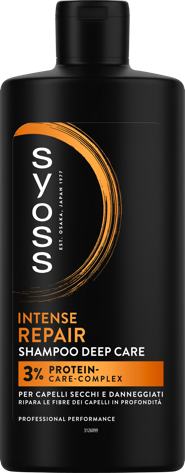 syoss
EST. OSAKA, JAPAN 1977
INTENSE
REPAIR
SHAMPOO DEEP CARE
3% PROTEIN-
CARE-COMPLEX
PER CAPELLI SECCHI E DANNEGGIATI
RIPARA LE FIBRE DEI CAPELLI IN PROFONDITÀ
PROFESSIONAL PERFORMANCE